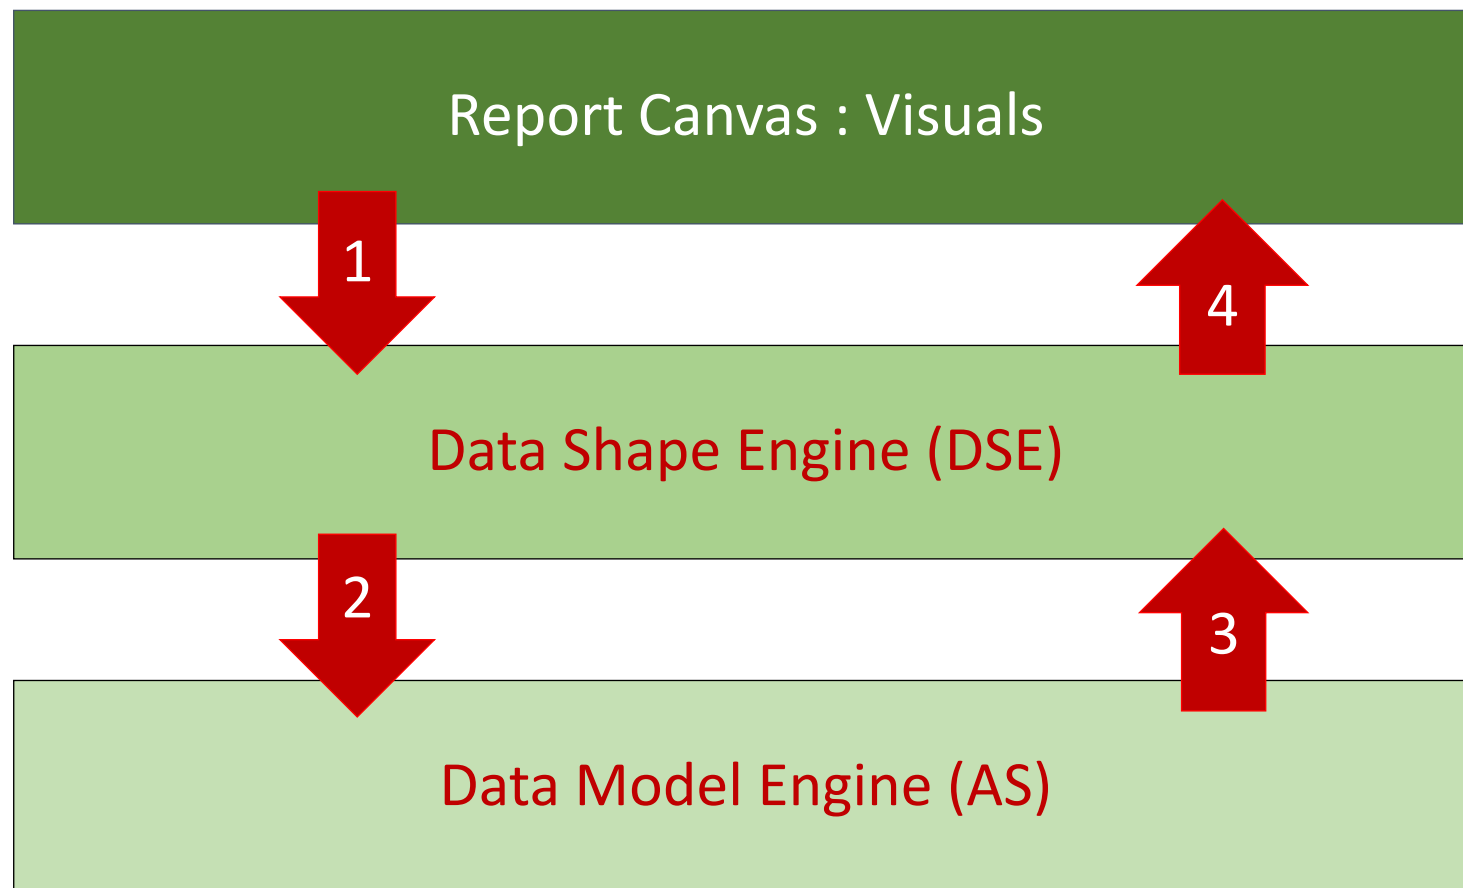 Report Canvas : Visuals
1
4
Data Shape Engine (DSE)
2
3
Data Model Engine (AS)